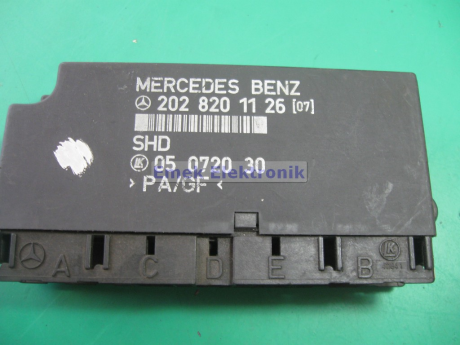 MERCEDES BENZ
202 820 11 26 [07]
SHD
05 0720 30
Emek Elektronik
> PA/GF <
A C D E B